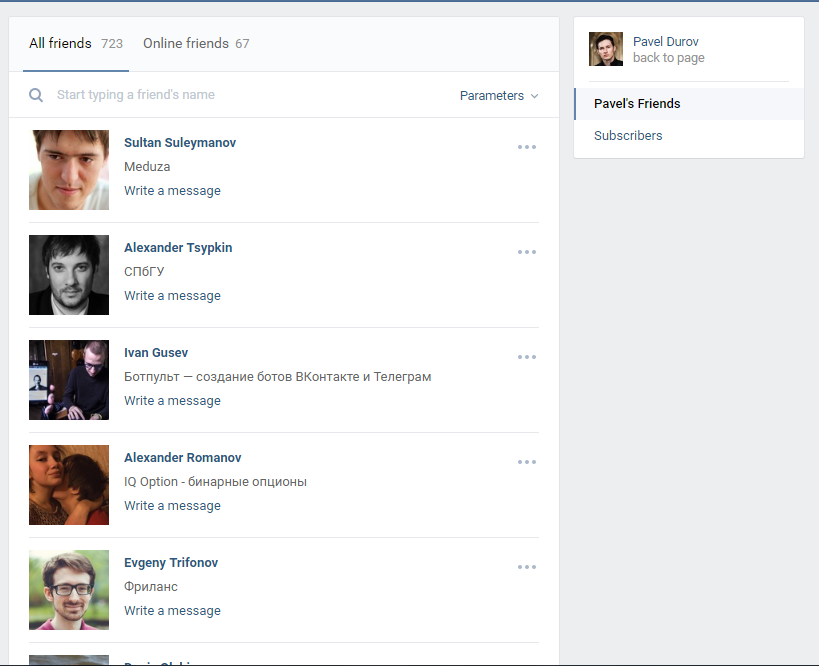 All friends 723 Online friends 67
Start typing a friend's name Parameters
Sultan Suleymanov
Meduza
Write a message
Alexander Tsypkin
СПбГУ
Write a message
Ivan Gusev
Ботпульт — создание ботов ВКонтакте и Телеграм
Write a message
Alexander Romanov
IQ Option - бинарные опционы
Write a message
Evgeny Trifonov
Фриланс
Write a message
Pavel Durov
back to page
Pavel's Friends
Subscribers